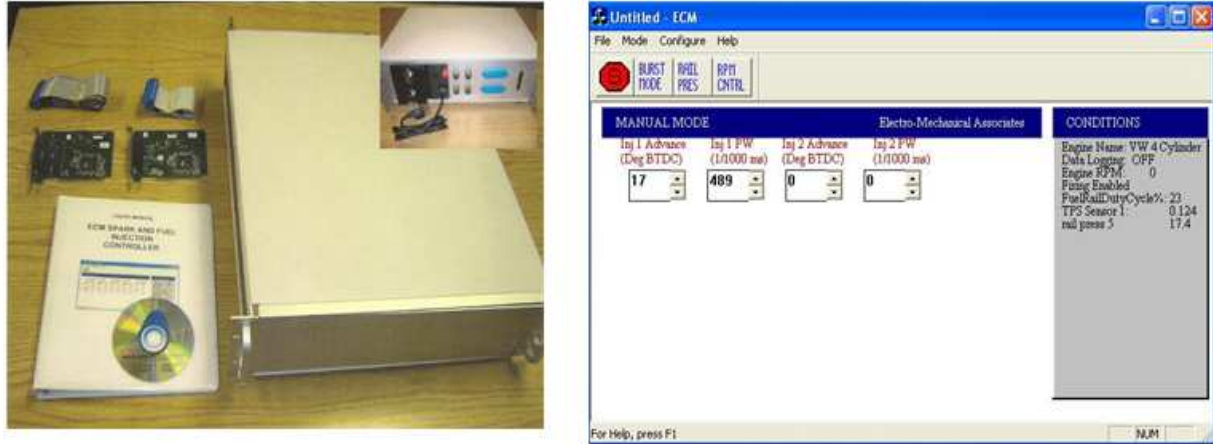 USERS MANUAL
ECM SPARK AND FUEL
INJECTION
CONTROLLER
Untitled - ECM
File Mode Configure Help
BURST MODE RAIL PRES RPM CNTRL
MANUAL MODE Electro-Mechanical Associates
Inj 1 Advance Inj 1 PW Inj 2 Advance Inj 2 PW
(Deg BTDC) (1/1000 ms) (Deg BTDC) (1/1000 ms)
17 489 0 0
CONDITIONS
Engine Name: VW 4 Cylinder
Data Logging: OFF
Engine RPM: 0
Firing Enabled
FuelRailDutyCycle%: 23
TPS Sensor 1: 0.124
rail press 5 17.4
For Help, press F1 NUM